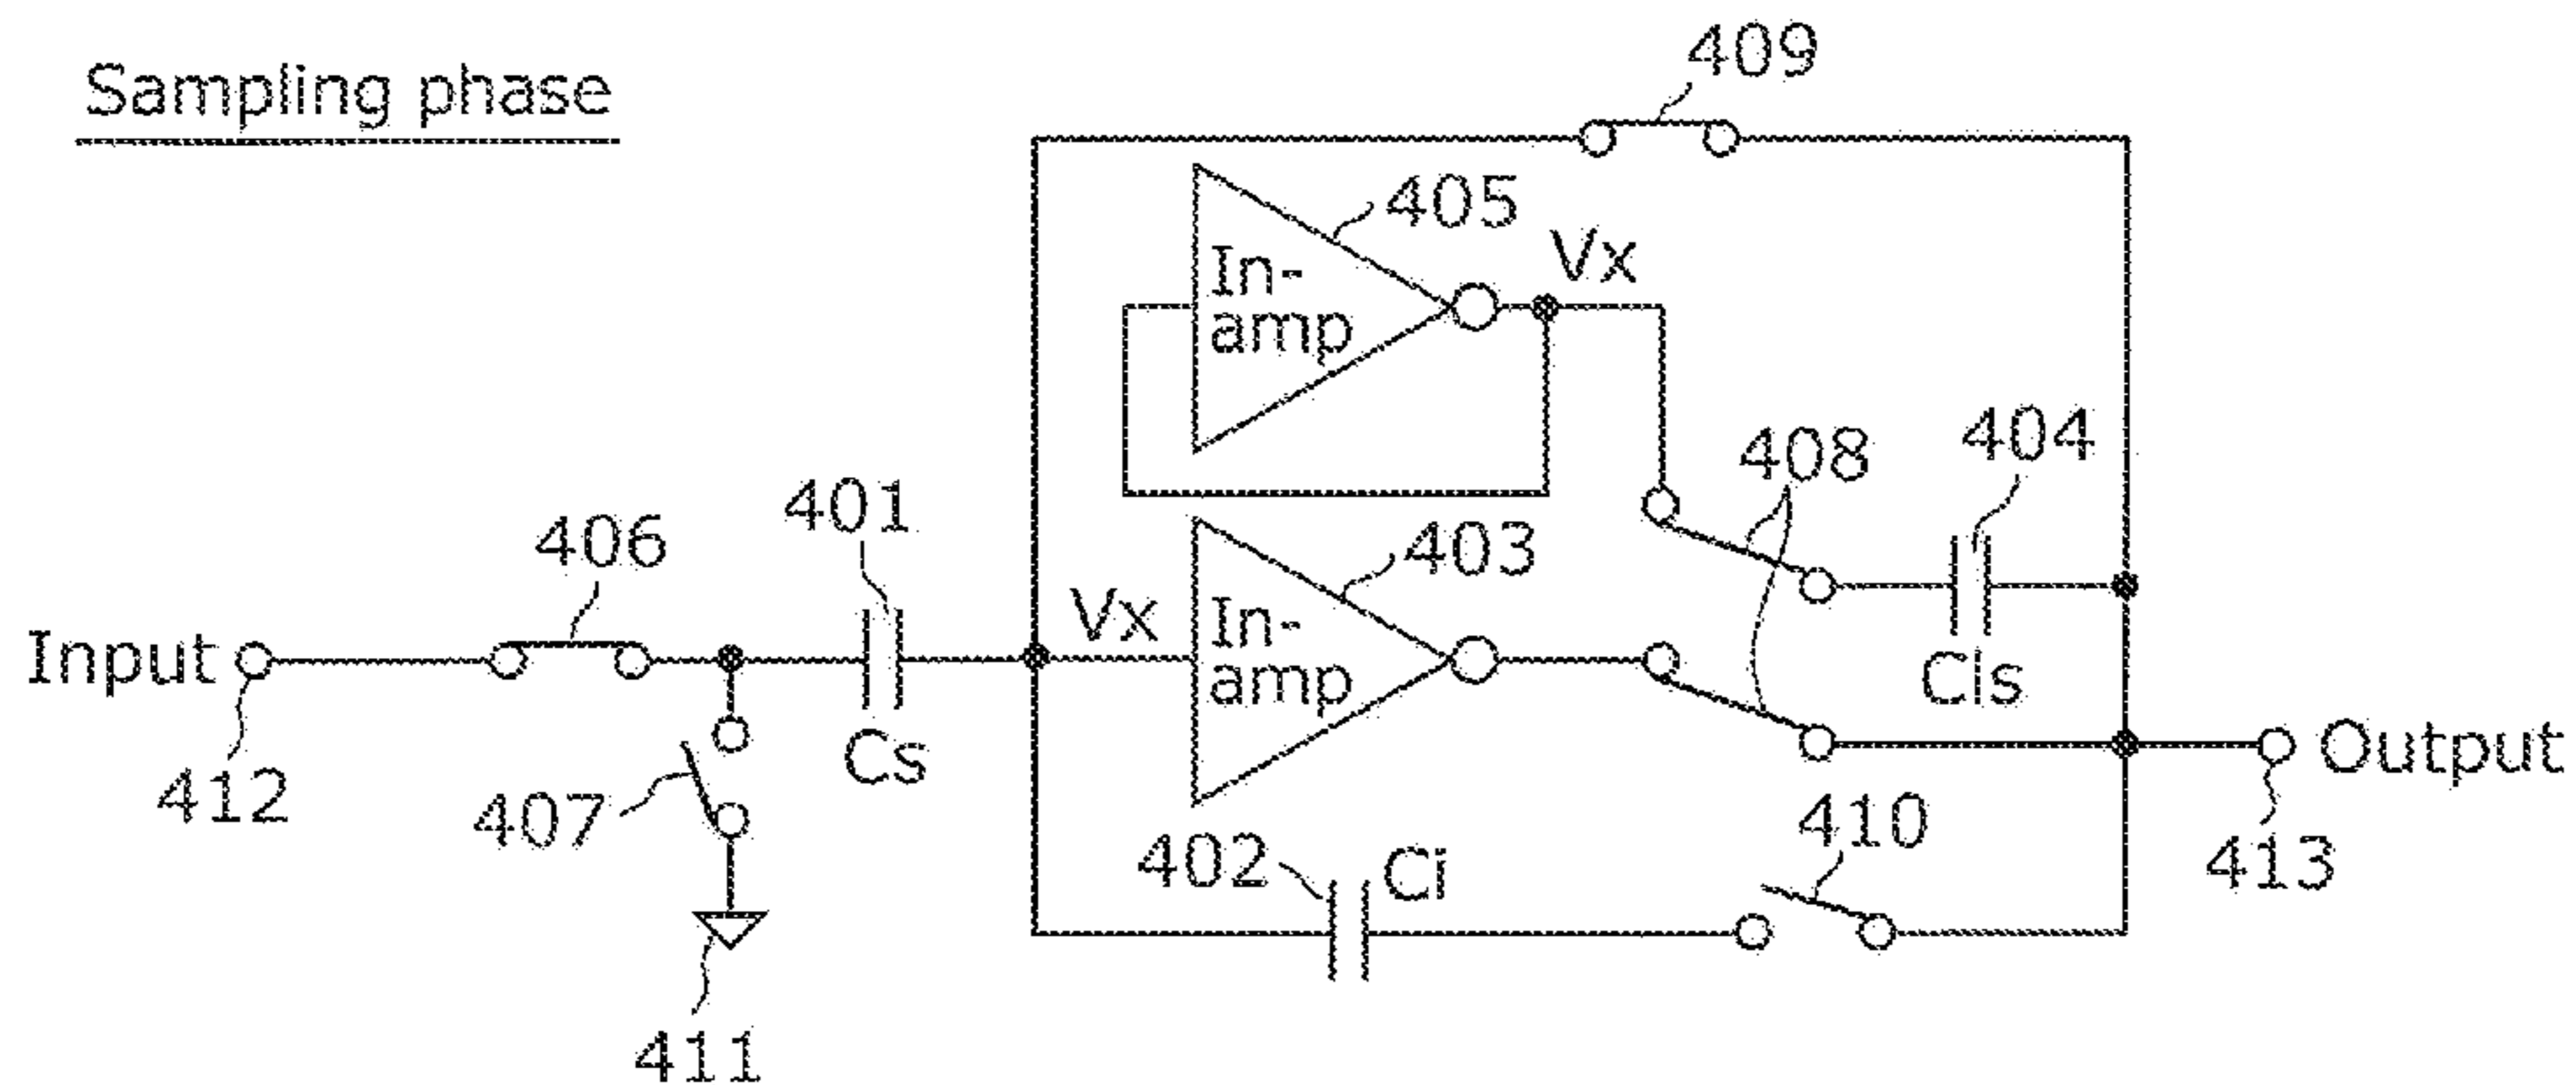 Sampling phase
409
405
In-
amp
Vx
408
404
Cls
401
406
Cs
Input
412
407
411
Vx
403
In-
amp
402
Ci
410
Output
413